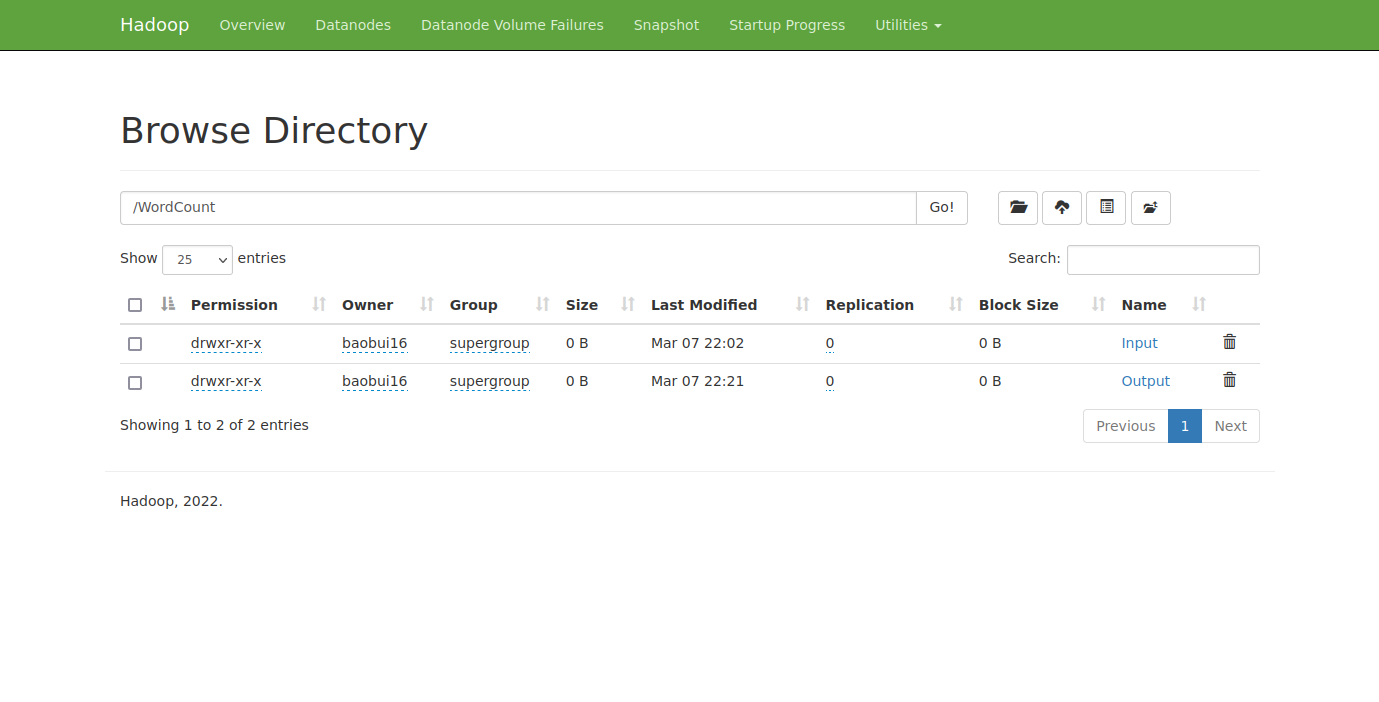 Hadoop Overview Datanodes Datanode Volume Failures Snapshot Startup Progress Utilities
Browse Directory
/WordCount Go!
Show 25 entries Search:
Permission Owner Group Size Last Modified Replication Block Size Name
drwxr-xr-x baobui16 supergroup 0 B Mar 07 22:02 0 0 B Input
drwxr-xr-x baobui16 supergroup 0 B Mar 07 22:21 0 0 B Output
Showing 1 to 2 of 2 entries Previous 1 Next
Hadoop, 2022.